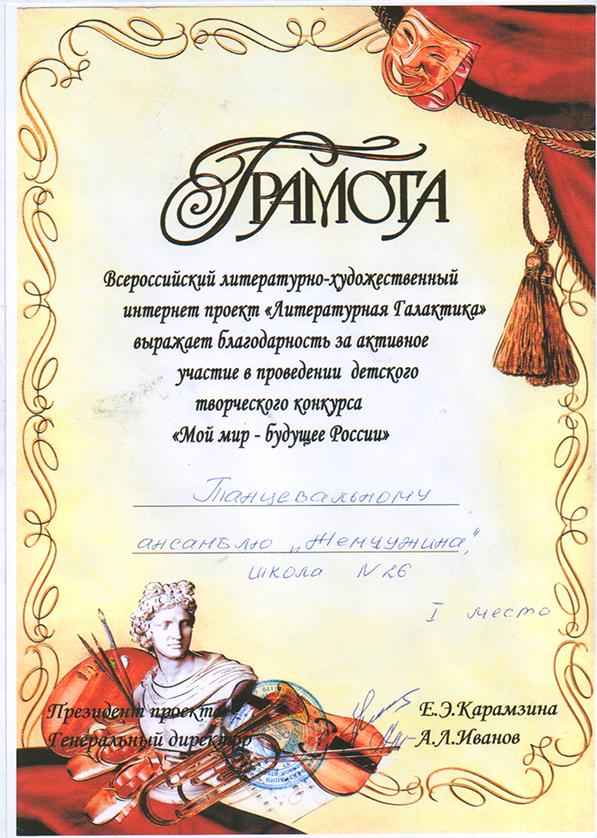 Грамота
Всероссийский литературно-художественный
интернет проект «Литературная Галактика»
выражает благодарность за активное
участие в проведении детского
творческого конкурса
«Мой мир - будущее России»
Танцевальному
ансамблю „Жемчужина”,
школа N 26
I место
Президент проекта Е.Э.Карамзина
Генеральный директор А.Л.Иванов